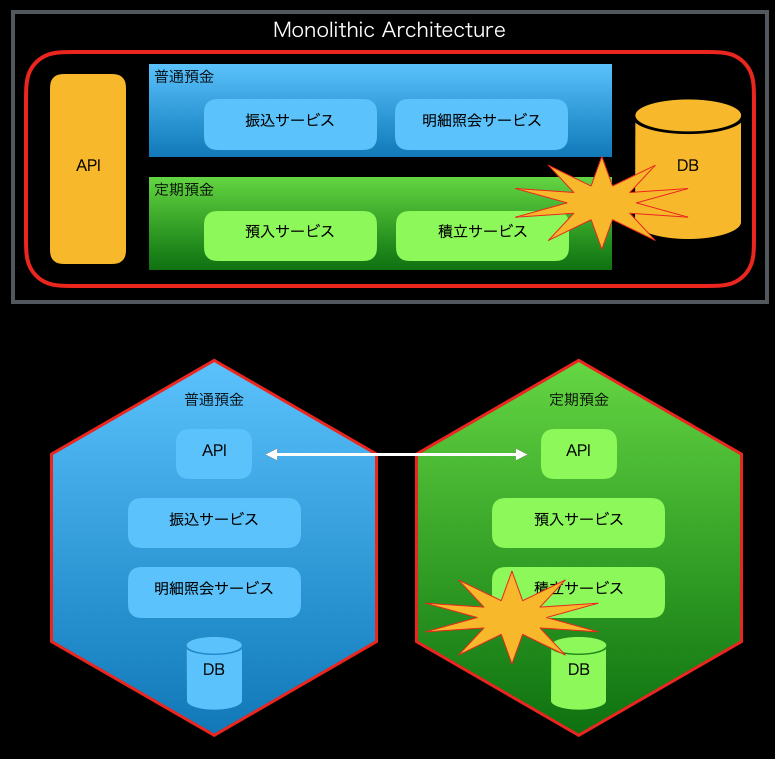 Monolithic Architecture
普通預金
振込サービス
明細照会サービス
API
DB
定期預金
預入サービス
積立サービス
普通預金
API
振込サービス
明細照会サービス
DB
定期預金
API
預入サービス
積立サービス
DB